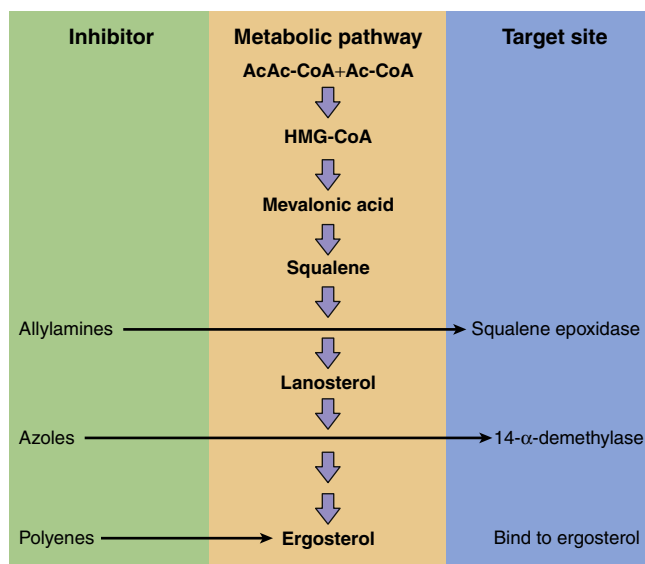 Inhibitor Metabolic pathway Target site
AcAc-CoA+Ac-CoA
HMG-CoA
Mevalonic acid
Squalene
Allylamines Squalene epoxidase
Lanosterol
Azoles 14-α-demethylase
Polyenes Ergosterol Bind to ergosterol